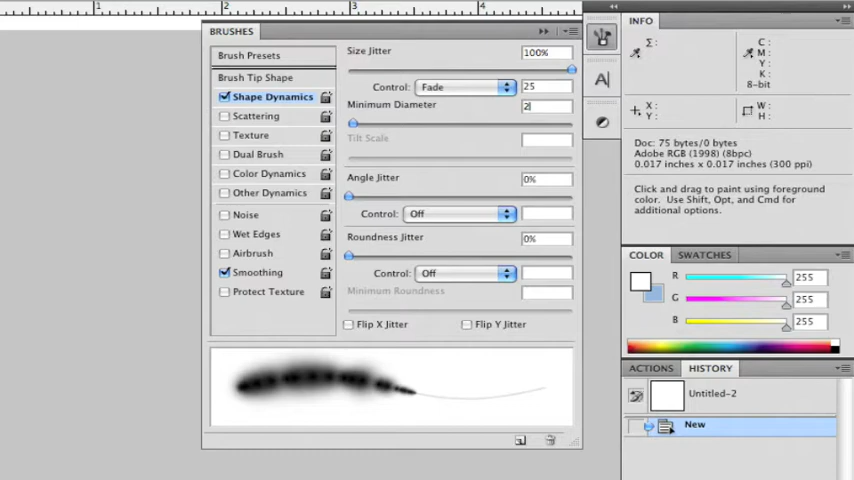 1 2 3 4
BRUSHES
Brush Presets
Brush Tip Shape
Shape Dynamics
Scattering
Texture
Dual Brush
Color Dynamics
Other Dynamics
Noise
Wet Edges
Airbrush
Smoothing
Protect Texture
Size Jitter 100%
Control: Fade 25
Minimum Diameter 2
Tilt Scale
Angle Jitter 0%
Control: Off
Roundness Jitter 0%
Control: Off
Minimum Roundness
Flip X Jitter Flip Y Jitter
A
INFO
Σ : C :
M :
Y :
K :
8-bit
X : W :
Y : H :
Doc: 75 bytes/0 bytes
Adobe RGB (1998) (8bpc)
0.017 inches x 0.017 inches (300 ppi)
Click and drag to paint using foreground
color. Use Shift, Opt, and Cmd for
additional options.
COLOR SWATCHES
R 255
G 255
B 255
ACTIONS HISTORY
Untitled-2
New